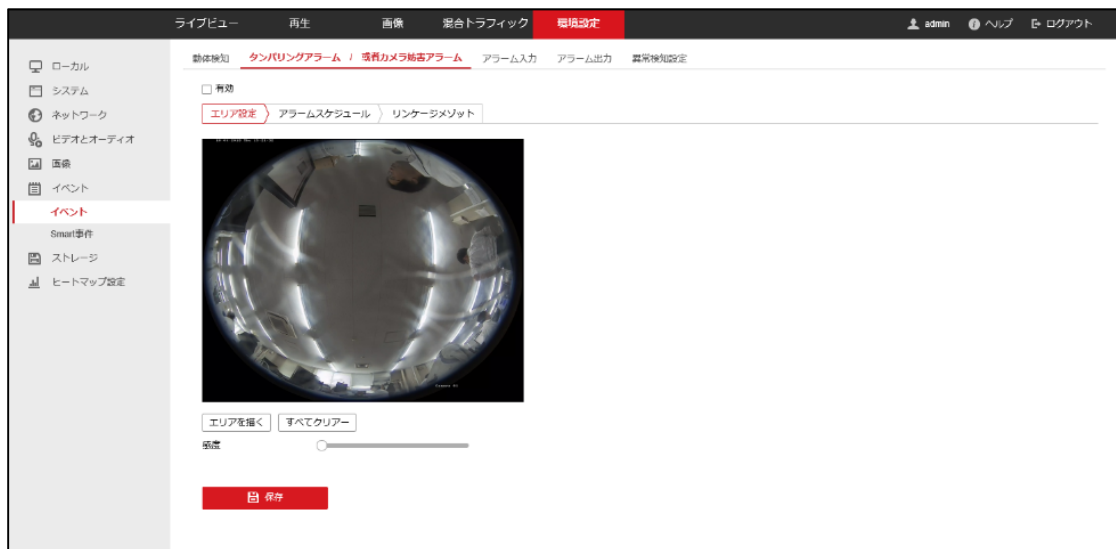 ライブビュー 再生 画像 混合トラフィック 環境設定 admin ヘルプ ログアウト
動体検知 タンパリングアラーム / 或者カメラ妨害アラーム アラーム入力 アラーム出力 異常検知設定
ローカル
システム
ネットワーク
ビデオとオーディオ
画像
イベント
イベント
Smart事件
ストレージ
ヒートマップ設定
有効
エリア設定 アラームスケジュール リンケージメゾット
エリアを描く すべてクリアー
感度
保存